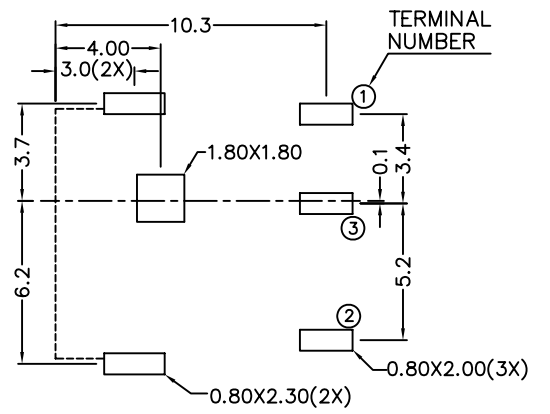 10.3
TERMINAL
NUMBER
4.00
3.0(2X)
1
3.7
1.80X1.80
0.1
3.4
3
6.2
5.2
2
0.80X2.00(3X)
0.80X2.30(2X)